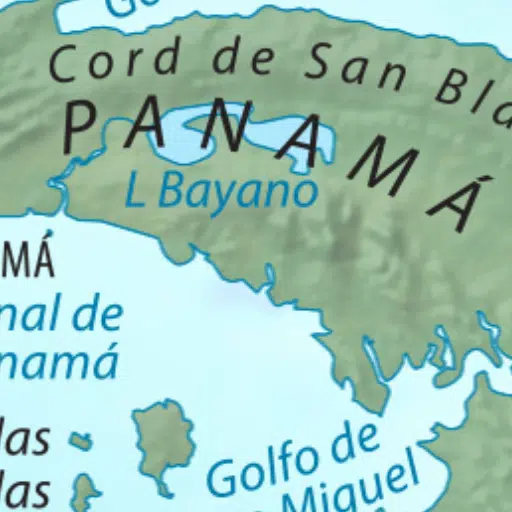 Go
Cord de San Bla
PANAMÁ
L Bayano
MÁ
nal de
namá
las
las
Golfo de
Miguel